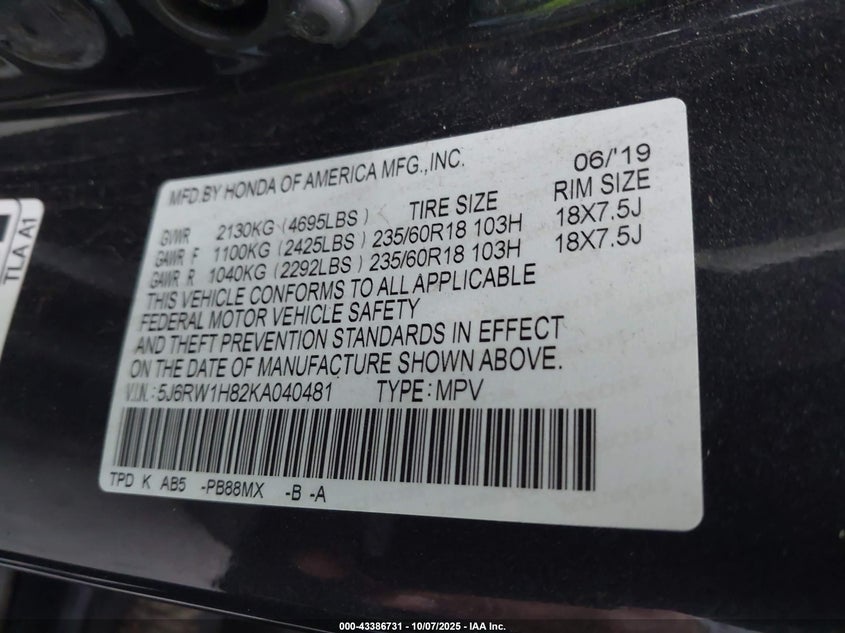 MFD.BY HONDA OF AMERICA MFG.,INC. 06/'19
GVWR 2130KG (4695LBS) TIRE SIZE RIM SIZE
GAWR F 1100KG (2425LBS) 235/60R18 103H 18X7.5J
GAWR R 1040KG (2292LBS) 235/60R18 103H 18X7.5J
THIS VEHICLE CONFORMS TO ALL APPLICABLE
FEDERAL MOTOR VEHICLE SAFETY
AND THEFT PREVENTION STANDARDS IN EFFECT
ON THE DATE OF MANUFACTURE SHOWN ABOVE.
V.I.N.:5J6RW1H82KA040481 TYPE:MPV
TPD K AB5 -PB88MX -B -A
TLA A1
000-43386731 - 10/07/2025 - IAA Inc.